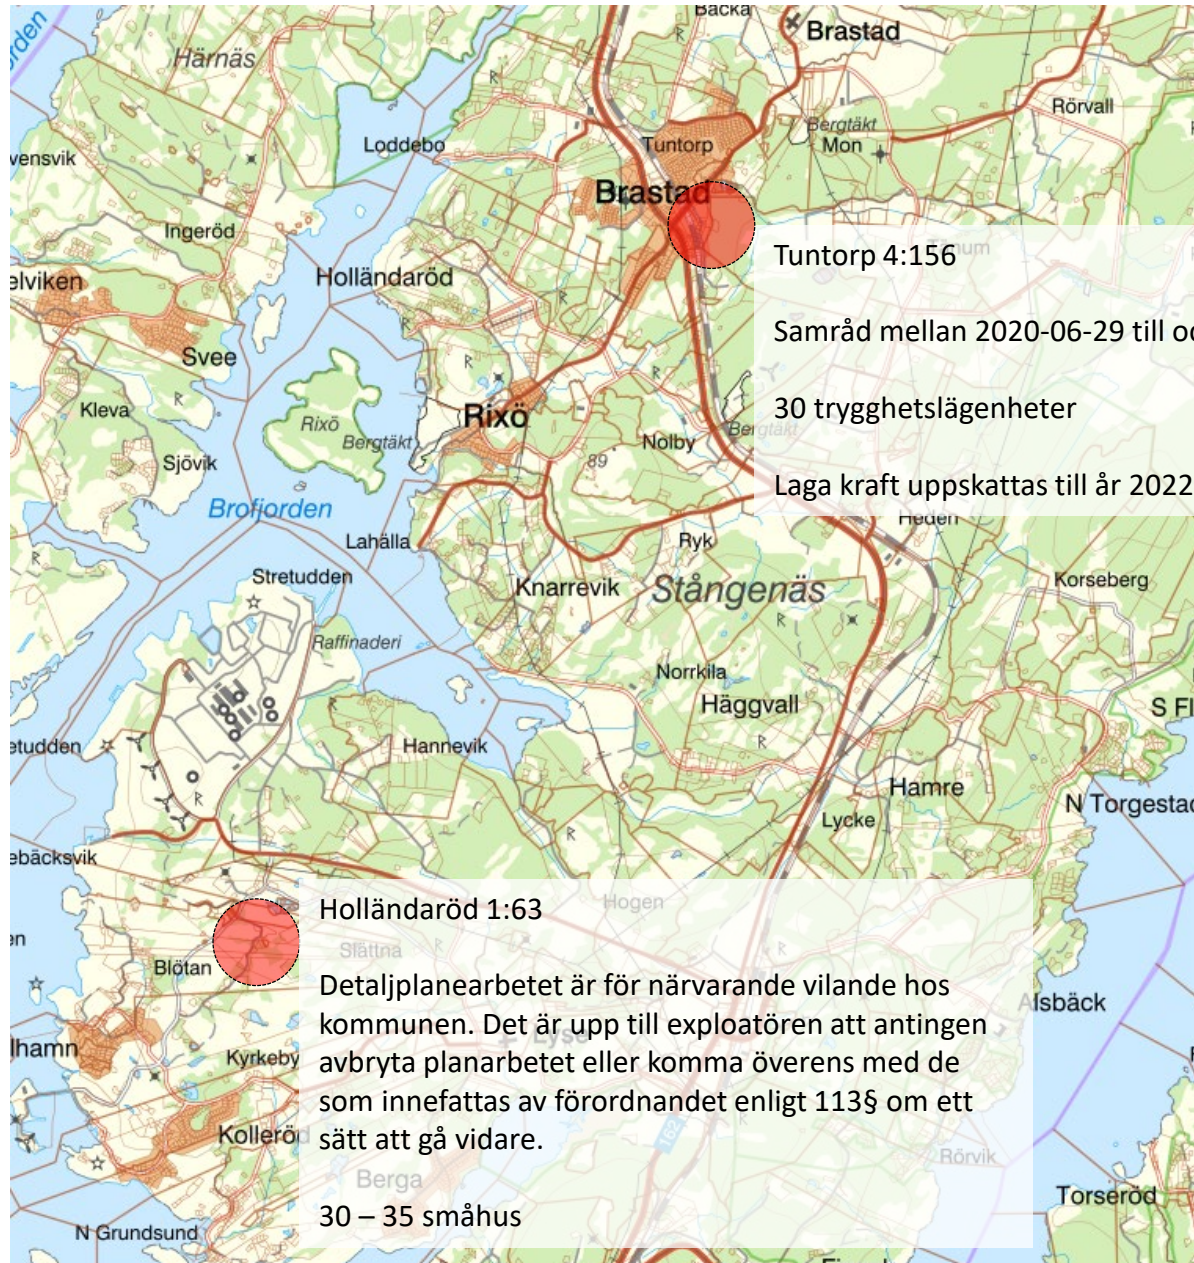 Backa
Brastad
Härnäs
Rörvall
Loddebo
Tuntorp
Bergtäkt
Mon
Brastad
Ingeröd
Tuntorp 4:156
Holländaröd
Samråd mellan 2020-06-29 till
Svee
30 trygghetslägenheter
Kleva
Rixö
Rixö
Bergtäkt
Nolby
Bergtäkt
Sjövik
89
Laga kraft uppskattas till år 2022
Brofjorden
Heden
Lahälla
Ryk
Stretudden
Knarrevik
Stångenäs
Korseberg
Raffinaderi
Norrkila
Häggvall
Hannevik
Hamre
Lycke
Holländaröd 1:63
Hogen
Slättna
Blötan
Detaljplanearbetet är för närvarande vilande hos
kommunen. Det är upp till exploatören att antingen
avbryta planarbetet eller komma överens med de
som innefattas av förordnandet enligt 113§ om ett
sätt att gå vidare.
Alsbäck
Lyse
Kyrkeby
Kolleröd
162
Rörvik
Berga
30 – 35 småhus
Torseröd
N Grundsund